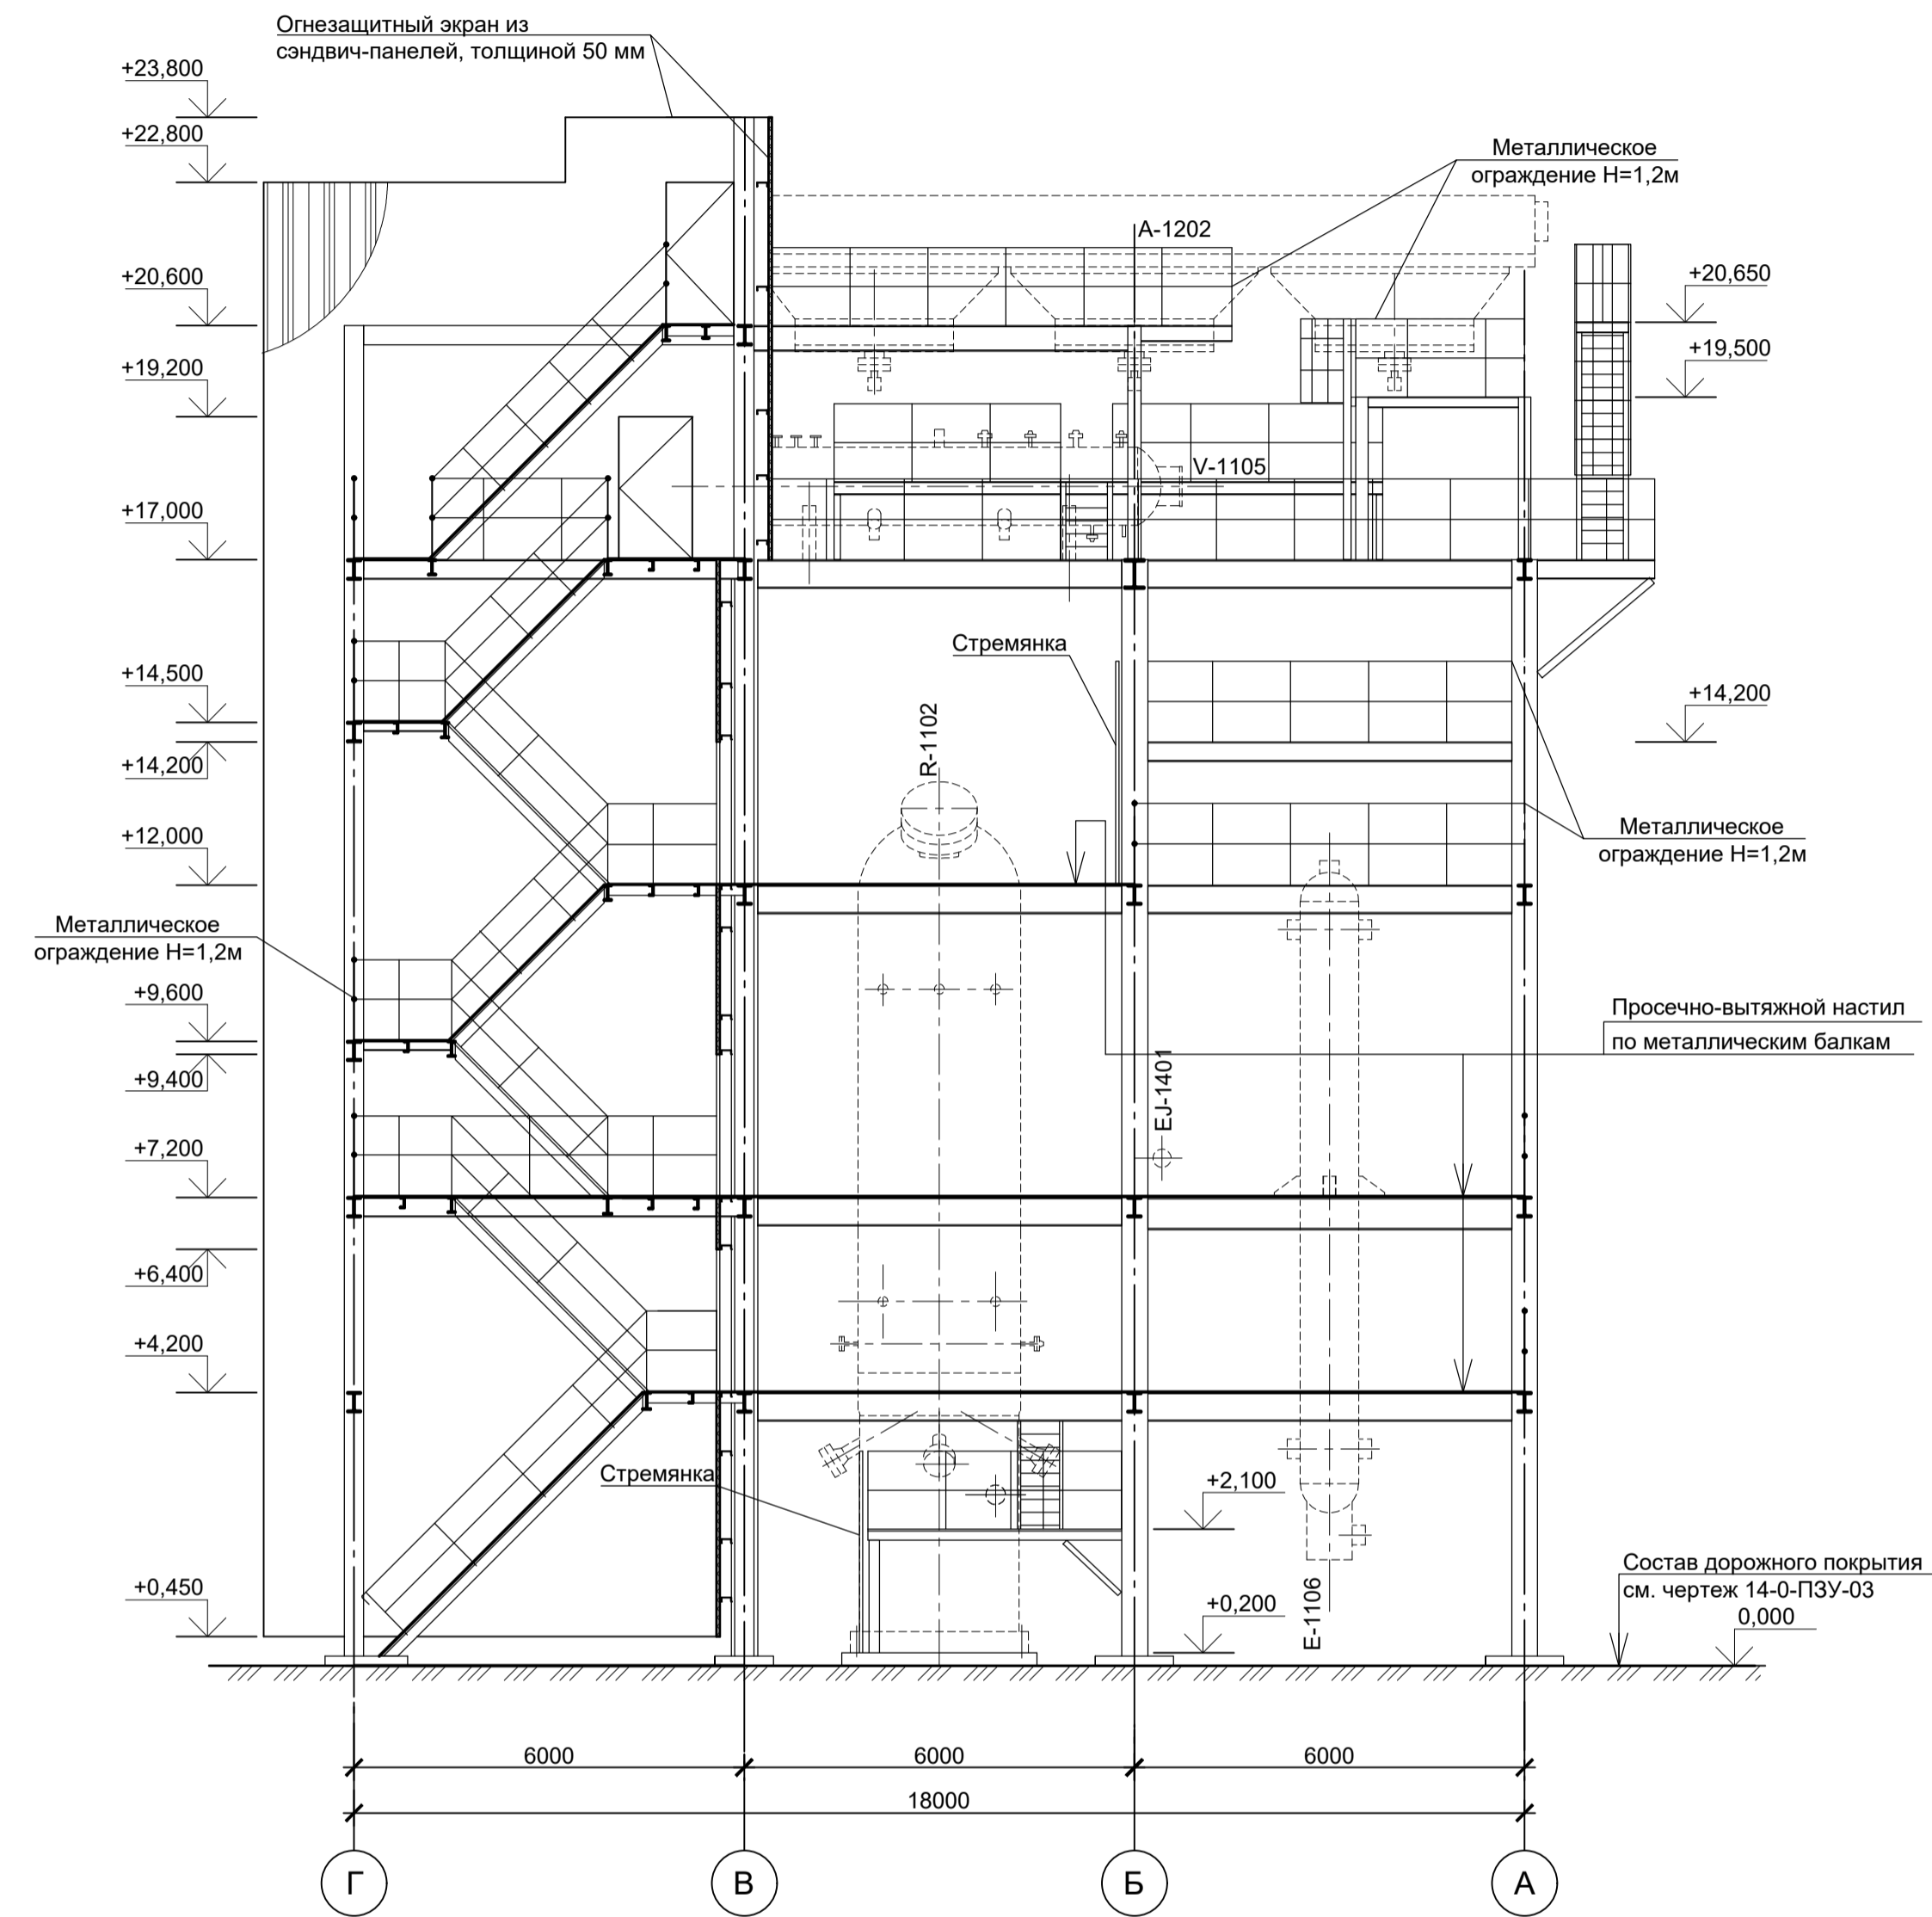 Огнезащитный экран из
сэндвич-панелей, толщиной 50 мм
+23,800
+22,800
+20,600
+19,200
+17,000
+14,500
+14,200
+12,000
Металлическое
ограждение Н=1,2м
+9,600
+9,400
+7,200
+6,400
+4,200
+0,450
Металлическое
ограждение Н=1,2м
А-1202
+20,650
+19,500
V-1105
Стремянка
R-1102
+14,200
Металлическое
ограждение Н=1,2м
Просечно-вытяжной настил
по металлическим балкам
EJ-1401
Стремянка
+2,100
+0,200
Е-1106
Состав дорожного покрытия
см. чертеж 14-0-ПЗУ-03
0,000
6000
6000
6000
18000
Г
В
Б
А